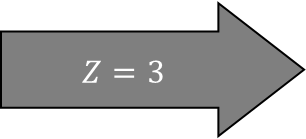 Z = 3